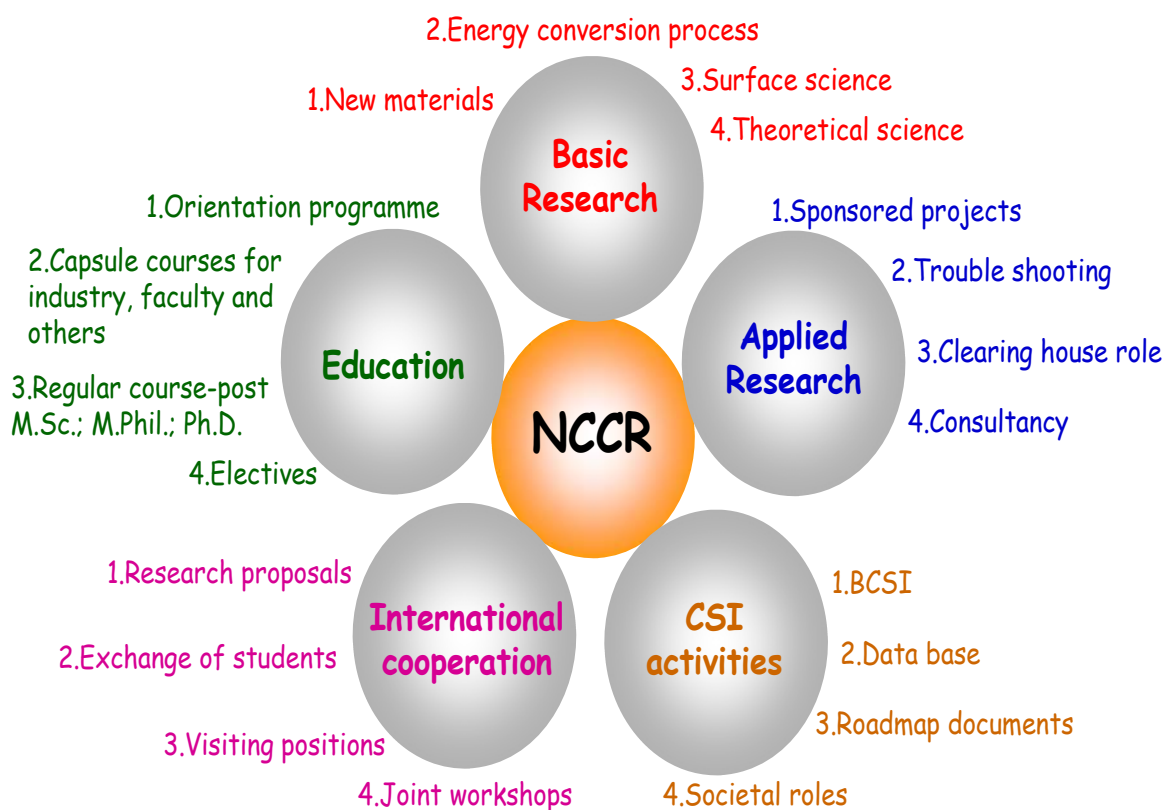 2.Energy conversion process
1.New materials
3.Surface science
4.Theoretical science
Basic
Research
1.Orientation programme
2.Capsule courses for
industry, faculty and
others
3.Regular course-post
M.Sc.; M.Phil.; Ph.D.
4.Electives
Education
1.Sponsored projects
2.Trouble shooting
3.Clearing house role
4.Consultancy
Applied
Research
NCCR
1.Research proposals
2.Exchange of students
3.Visiting positions
4.Joint workshops
International
cooperation
CSI
activities
1.BCSI
2.Data base
3.Roadmap documents
4.Societal roles